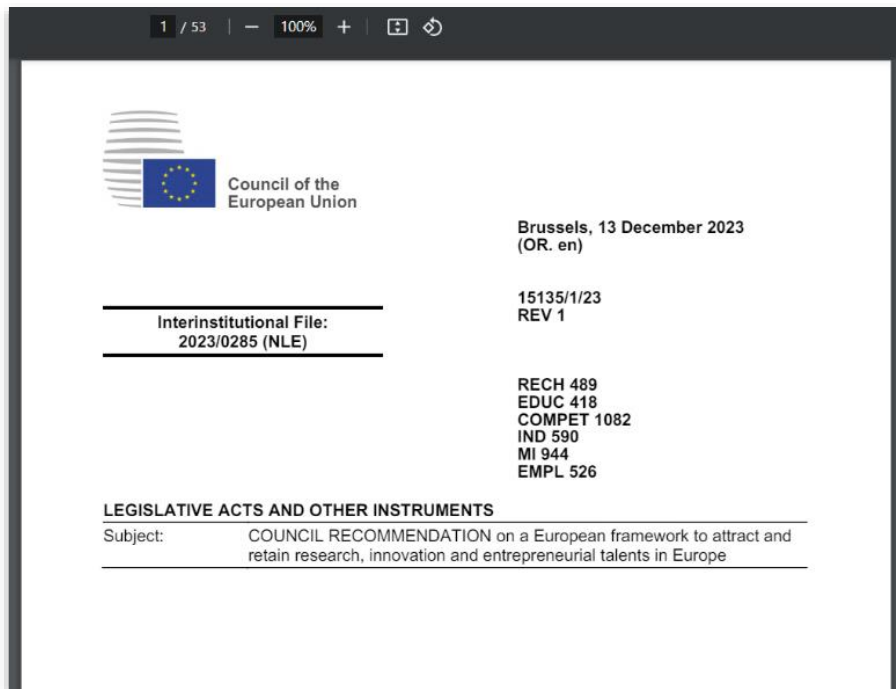 1 / 53 | − 100% + |
Council of the
European Union
Brussels, 13 December 2023
(OR. en)
15135/1/23
REV 1
Interinstitutional File:
2023/0285 (NLE)
RECH 489
EDUC 418
COMPET 1082
IND 590
MI 944
EMPL 526
LEGISLATIVE ACTS AND OTHER INSTRUMENTS
Subject: COUNCIL RECOMMENDATION on a European framework to attract and
retain research, innovation and entrepreneurial talents in Europe